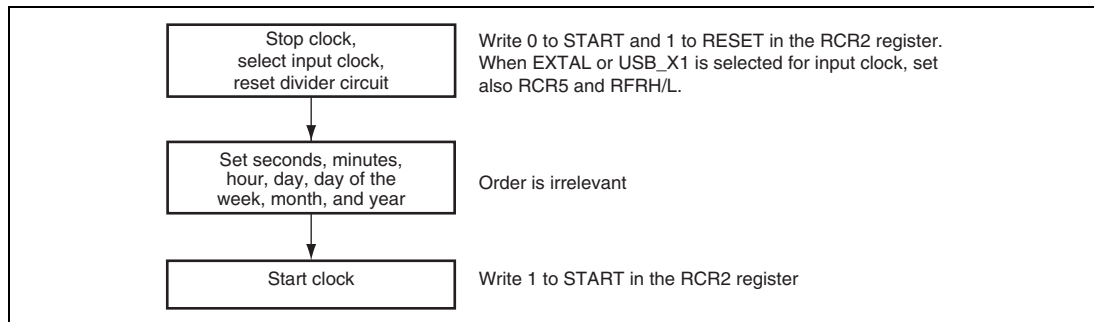 Stop clock,
select input clock,
reset divider circuit
Write 0 to START and 1 to RESET in the RCR2 register.
When EXTAL or USB_X1 is selected for input clock, set
also RCR5 and RFRH/L.
Set seconds, minutes,
hour, day, day of the
week, month, and year
Order is irrelevant
Start clock
Write 1 to START in the RCR2 register